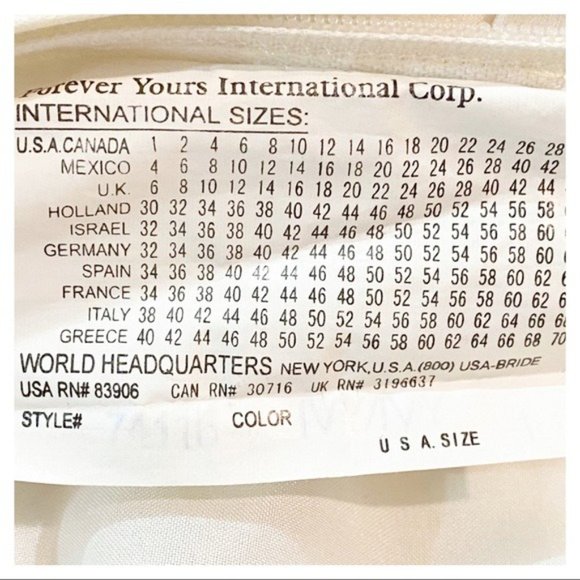 Forever Yours International Corp.
INTERNATIONAL SIZES:
U.S.A.CANADA 1 2 4 6 8 10 12 14 16 18 20 22 24 26 28
MEXICO 4 6 8 10 12 14 16 18 20 22 24 26 28 40 42
U.K. 6 8 10 12 14 16 18 20 22 24 26 28 40 42 44
HOLLAND 30 32 34 36 38 40 42 44 46 48 50 52 54 56 58
ISRAEL 32 34 36 38 40 42 44 46 48 50 52 54 56 58 60
GERMANY 32 34 36 38 40 42 44 46 48 50 52 54 56 58 60
SPAIN 34 36 38 40 42 44 46 48 50 52 54 56 58 60 62
FRANCE 34 36 38 40 42 44 46 48 50 52 54 56 58 60 62
ITALY 38 40 42 44 46 48 50 52 54 56 58 60 62 64 66
GREECE 40 42 44 46 48 50 52 54 56 58 60 62 64 66 68 70
WORLD HEADQUARTERS NEW YORK,U.S.A.(800) USA-BRIDE
USA RN# 83906 CAN RN# 30716 UK RN# 3196637
STYLE# COLOR
U S A. SIZE